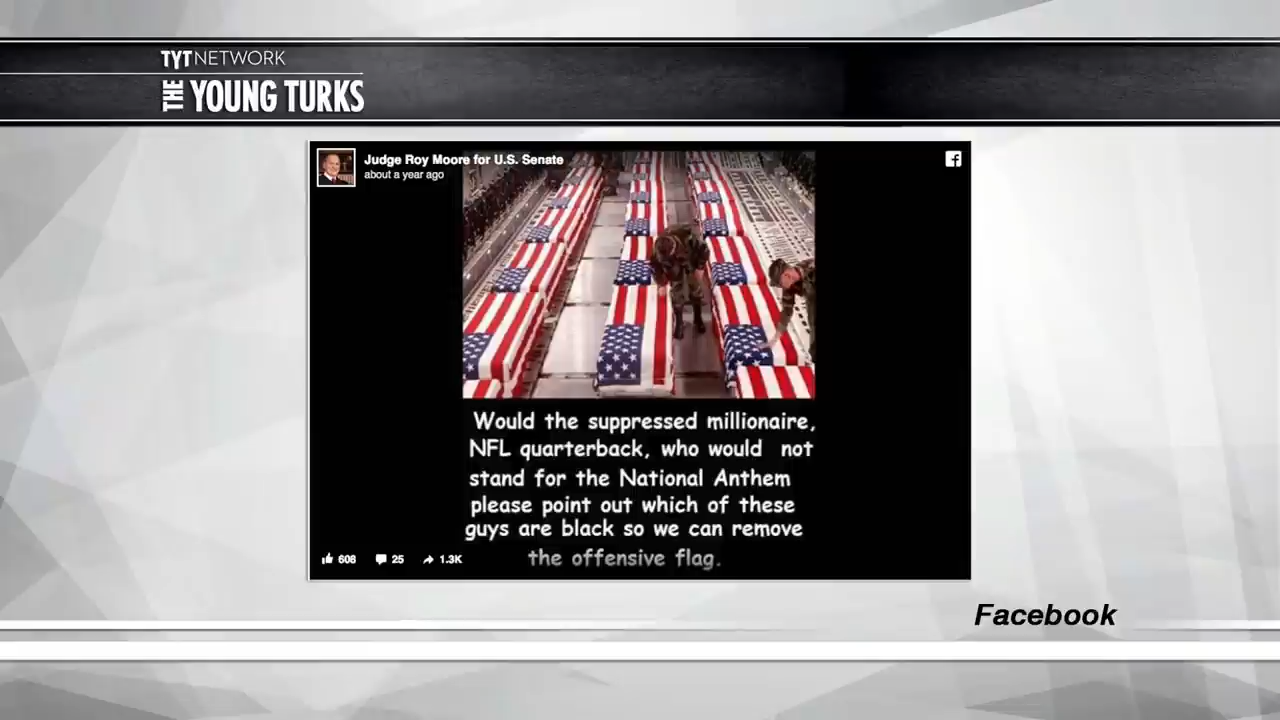 TYT NETWORK
THE YOUNG TURKS
Judge Roy Moore for U.S. Senate
about a year ago
Would the suppressed millionaire,
NFL quarterback, who would not
stand for the National Anthem
please point out which of these
guys are black so we can remove
the offensive flag.
608 25 1.3K
Facebook